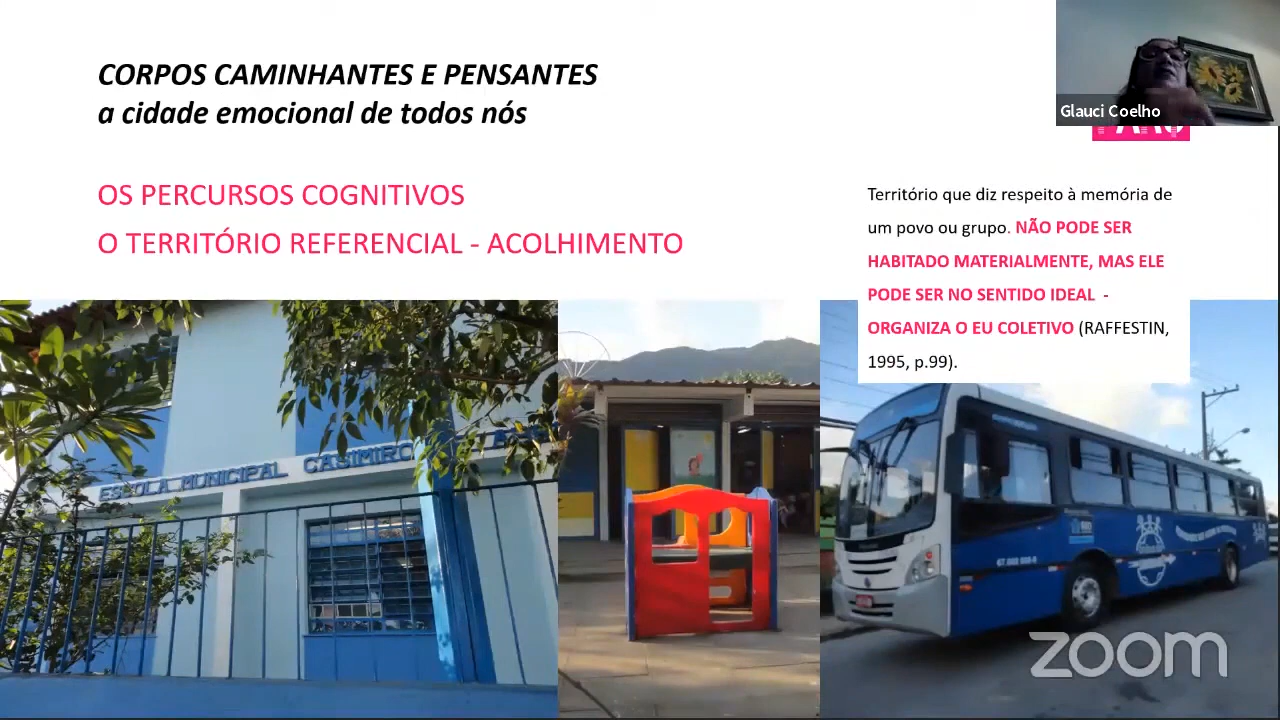 CORPOS CAMINHANTES E PENSANTES
a cidade emocional de todos nós
Glauci Coelho
OS PERCURSOS COGNITIVOS
O TERRITÓRIO REFERENCIAL - ACOLHIMENTO
Território que diz respeito à memória de
um povo ou grupo. NÃO PODE SER
HABITADO MATERIALMENTE, MAS ELE
PODE SER NO SENTIDO IDEAL -
ORGANIZA O EU COLETIVO (RAFFESTIN,
1995, p.99).
ESCOLA MUNICIPAL CASIMIRO
zoom